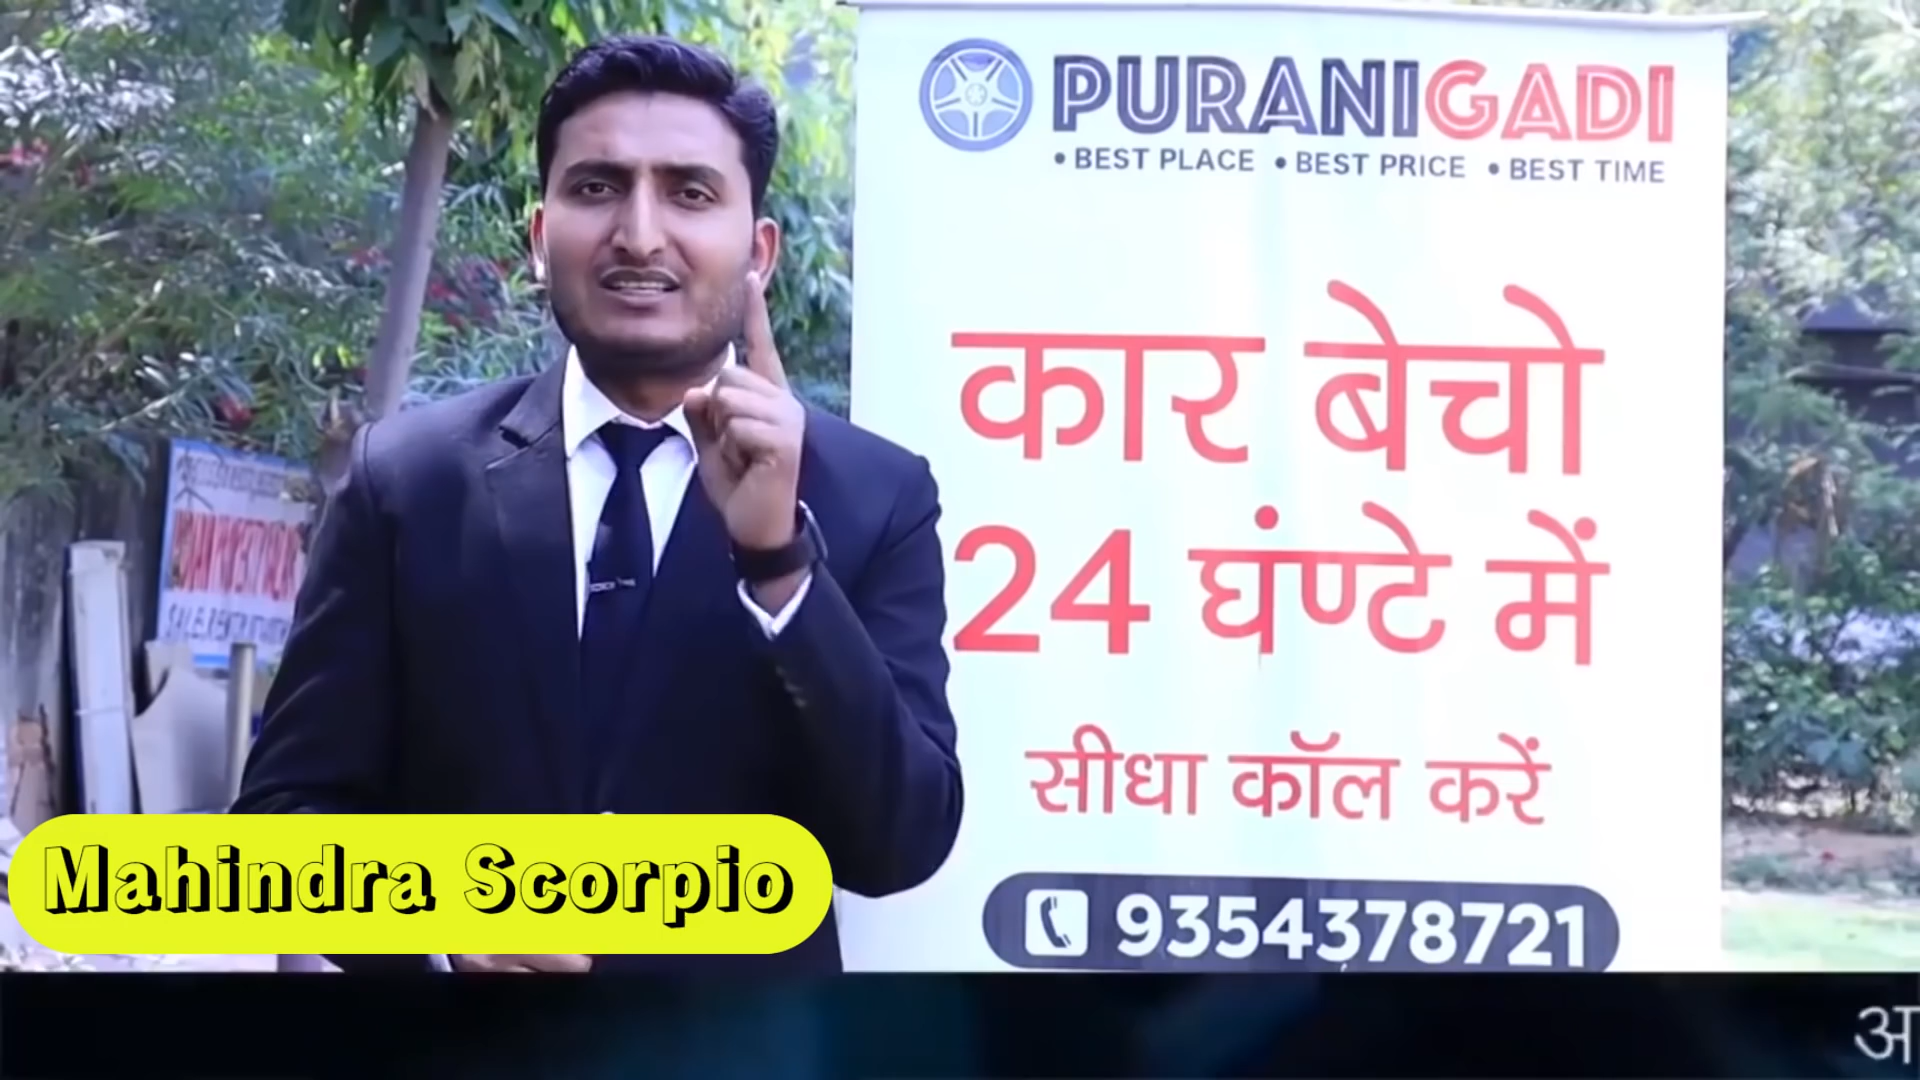 PURANIGADI
• BEST PLACE • BEST PRICE • BEST TIME
कार बेचो
24 घंण्टे में
सीधा कॉल करें
9354378721
Mahindra Scorpio
अ